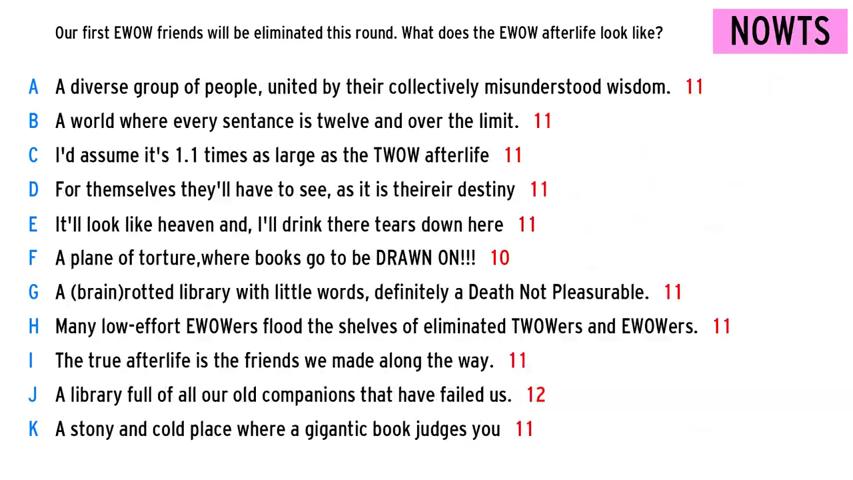 Our first EWOW friends will be eliminated this round. What does the EWOW afterlife look like?
NOWTS
A A diverse group of people, united by their collectively misunderstood wisdom. 11
B A world where every sentance is twelve and over the limit. 11
C I'd assume it's 1.1 times as large as the TWOW afterlife 11
D For themselves they'll have to see, as it is theireir destiny 11
E It'll look like heaven and, I'll drink there tears down here 11
F A plane of torture,where books go to be DRAWN ON!!! 10
G A (brain)rotted library with little words, definitely a Death Not Pleasurable. 11
H Many low-effort EWOWers flood the shelves of eliminated TWOWers and EWOWers. 11
I The true afterlife is the friends we made along the way. 11
J A library full of all our old companions that have failed us. 12
K A stony and cold place where a gigantic book judges you 11